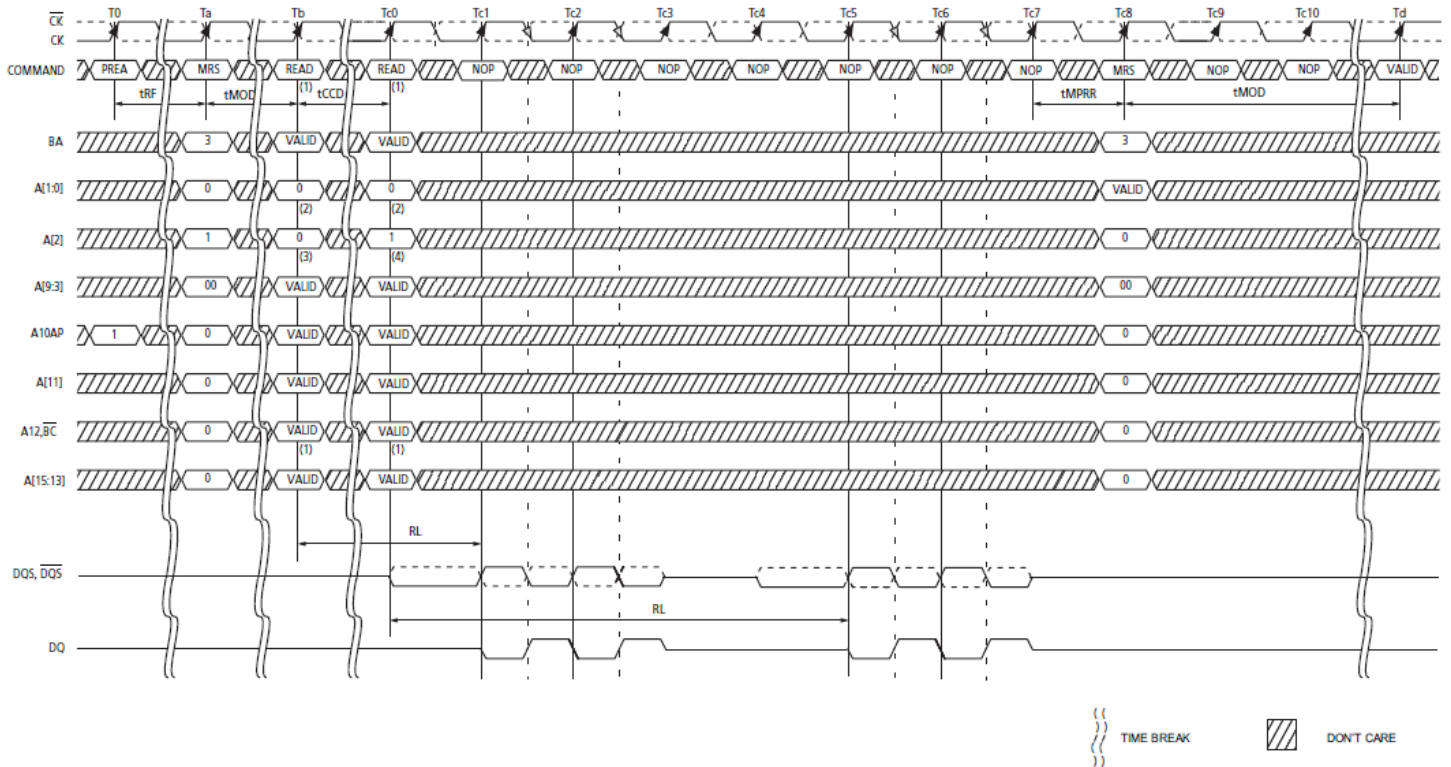 T0 Ta Tb Tc0 Tc1 Tc2 Tc3 Tc4 Tc5 Tc6 Tc7 Tc8 Tc9 Tc10 Td
CK
CK
COMMAND PREA MRS READ READ NOP NOP NOP NOP NOP NOP NOP MRS NOP NOP VALID
(1) (1)
tRF tMOD tCCD tMPRR tMOD
BA 3 VALID VALID 3
A[1:0] 0 0 0 VALID
(2) (2)
A[2] 1 0 1 0
(3) (4)
A[9:3] 00 VALID VALID 00
A10AP 1 0 VALID VALID 0
A[11] 0 VALID VALID 0
A12,BC 0 VALID VALID 0
(1) (1)
A[15:13] 0 VALID VALID 0
RL
DQS, DQS
RL
DQ
TIME BREAK DON'T CARE